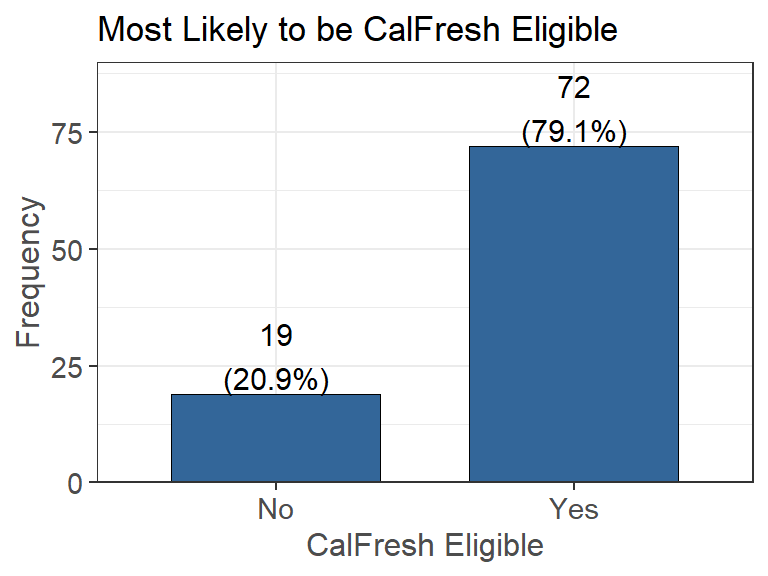 Most Likely to be CalFresh Eligible
Frequency
75
50
25
0
19
(20.9%)
72
(79.1%)
No
Yes
CalFresh Eligible